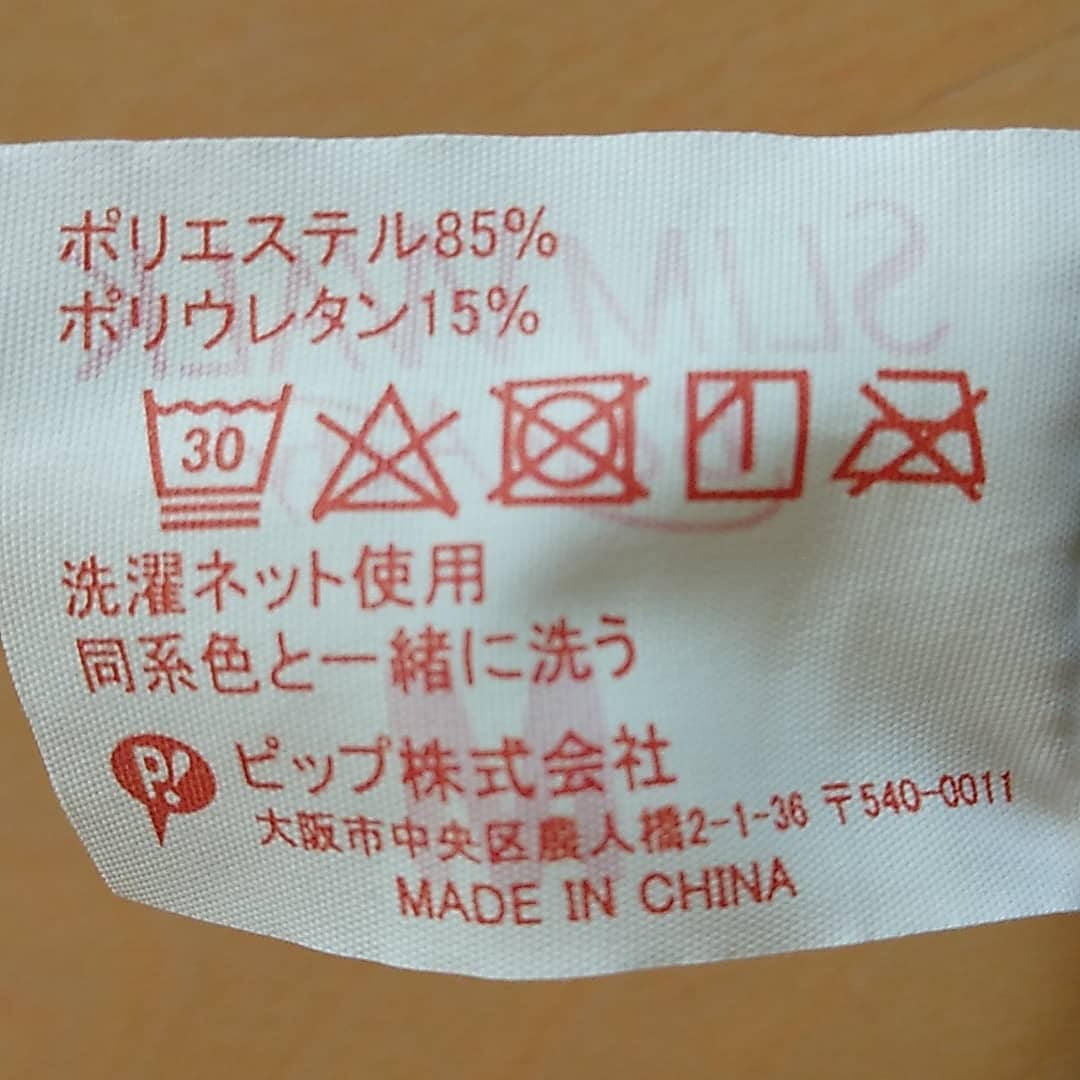 ポリエステル85%
ポリウレタン15%
30
洗濯ネット使用
同系色と一緒に洗う
P!
ピップ株式会社
大阪市中央区農人橋2-1-36 〒540-0011
MADE IN CHINA
SLIM WALK
M